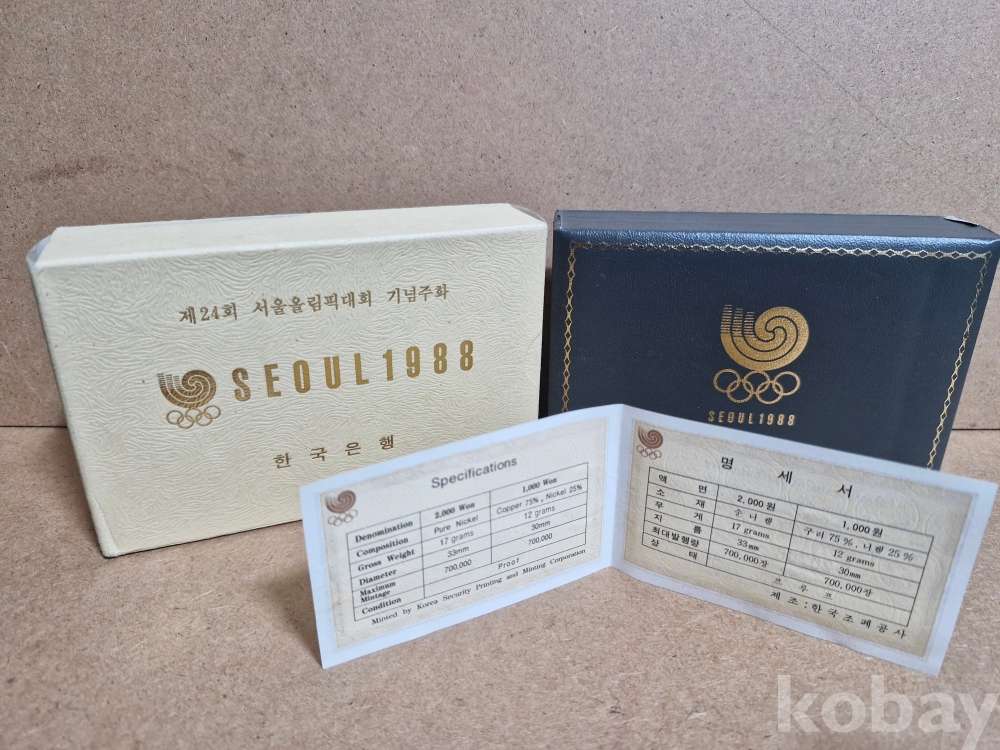 제24회 서울올림픽대회 기념주화
SEOUL1988
한국은행
SEOUL1988
Specifications
Denomination 2,000 Won 1,000 Won
Composition Pure Nickel Copper 75%, Nickel 25%
Gross Weight 17 grams 12 grams
Diameter 33mm 30mm
Maximum Mintage 700,000 700,000
Condition Proof
Minted by Korea Security Printing and Mining Corporation
명세서
액면 2,000원 1,000원
소재 순니켈 구리 75%, 니켈 25%
무게 17 grams 12 grams
지름 33mm 30mm
최대발행량 700,000장 700,000장
상태 프루프
제조:한국조폐공사
kobay